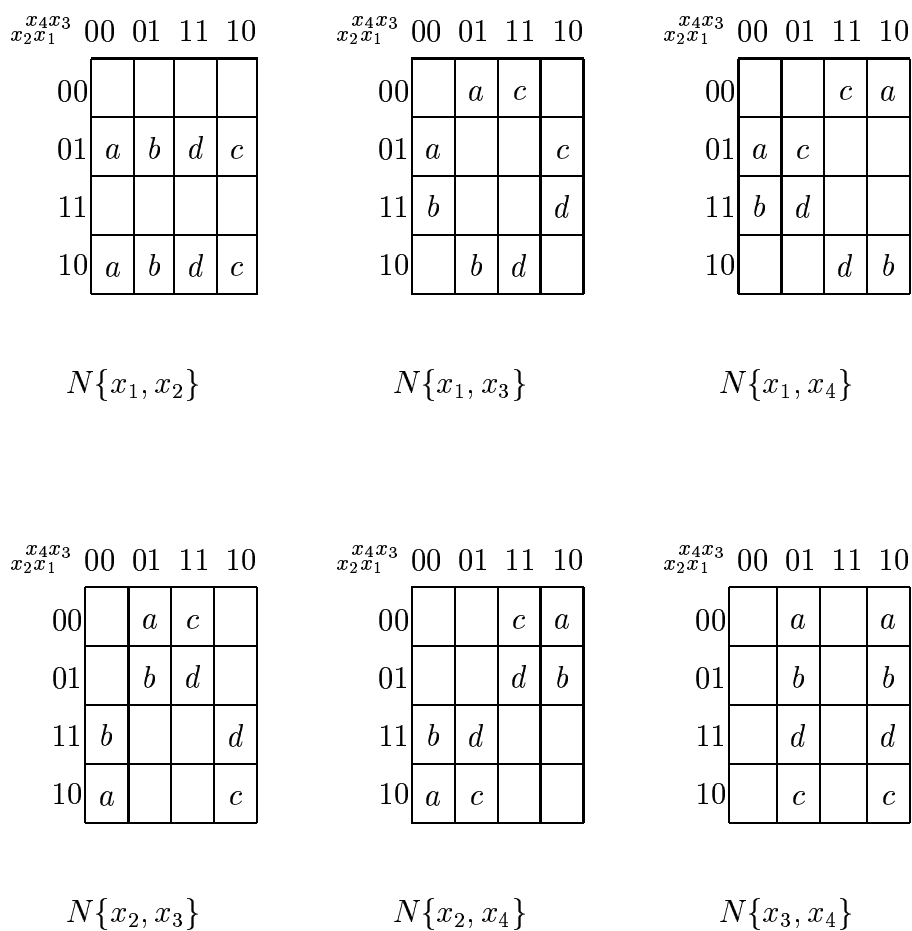 x₄x₃ x₄x₃ x₄x₃
x₂x₁ 00 01 11 10 x₂x₁ 00 01 11 10 x₂x₁ 00 01 11 10
00 00 a c 00 c a
01 a b d c 01 a c 01 a c
11 11 b d 11 b d
10 a b d c 10 b d 10 d b
N{x₁, x₂} N{x₁, x₃} N{x₁, x₄}
x₄x₃ x₄x₃ x₄x₃
x₂x₁ 00 01 11 10 x₂x₁ 00 01 11 10 x₂x₁ 00 01 11 10
00 a c 00 c a 00 a a
01 b d 01 d b 01 b b
11 b d 11 b d 11 d d
10 a c 10 a c 10 c c
N{x₂, x₃} N{x₂, x₄} N{x₃, x₄}